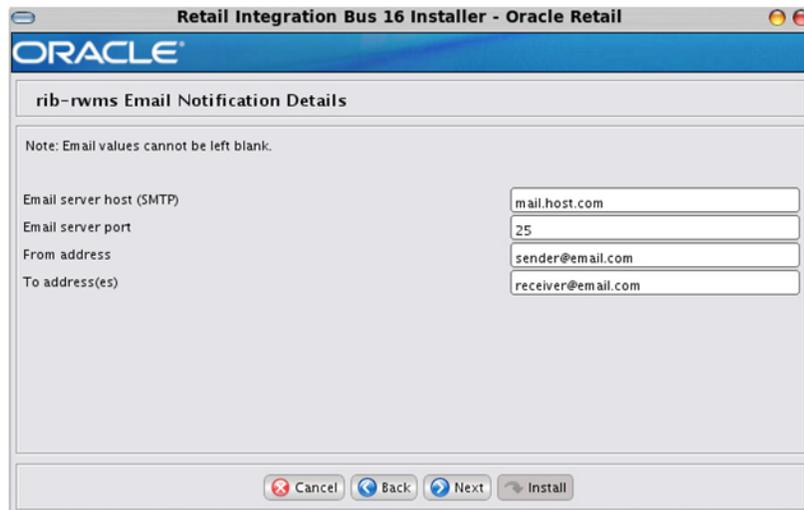 Retail Integration Bus 16 Installer - Oracle Retail
ORACLE®
rib-rwms Email Notification Details
Note: Email values cannot be left blank.
Email server host (SMTP) mail.host.com
Email server port 25
From address sender@email.com
To address(es) receiver@email.com
Cancel Back Next Install